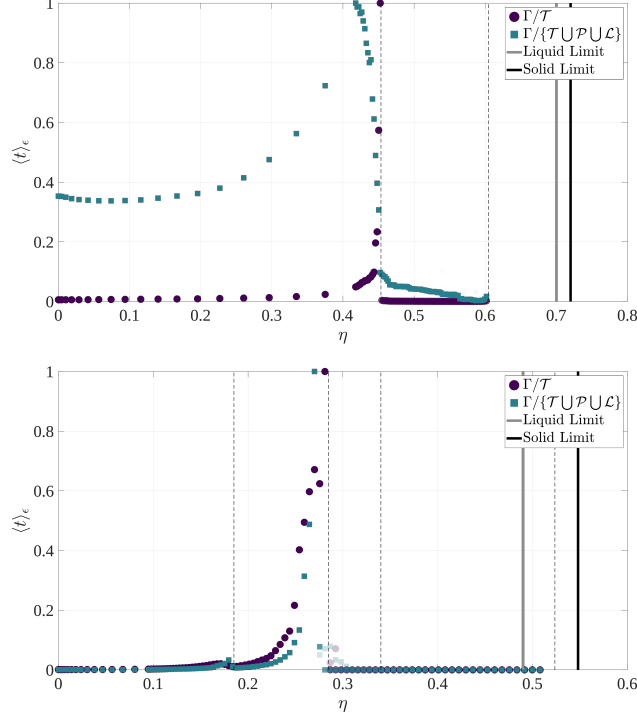 1
0.8
0.6
0.4
0.2
0
⟨t⟩ϵ
0 0.1 0.2 0.3 0.4 0.5 0.6 0.7 0.8
η
Γ/𝒯
Γ/{𝒯 ⋃ 𝒫 ⋃ ℒ}
Liquid Limit
Solid Limit
1
0.8
0.6
0.4
0.2
0
⟨t⟩ϵ
0 0.1 0.2 0.3 0.4 0.5 0.6
η
Γ/𝒯
Γ/{𝒯 ⋃ 𝒫 ⋃ ℒ}
Liquid Limit
Solid Limit